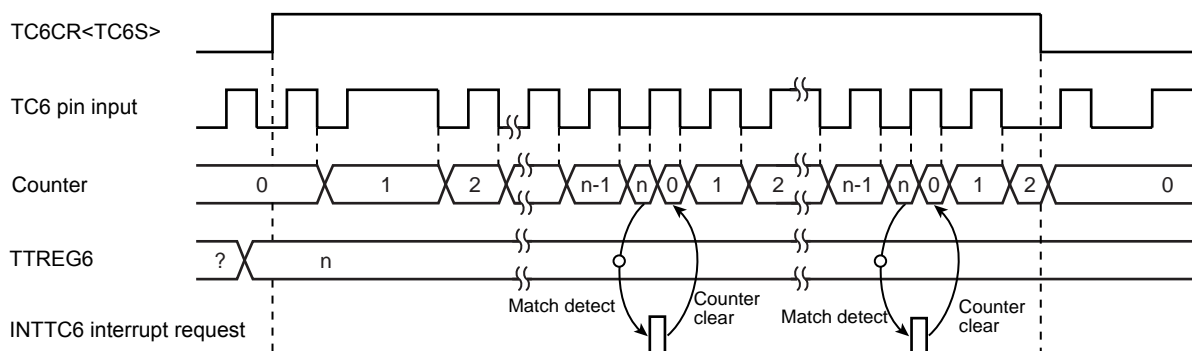 TC6CR<TC6S>
TC6 pin input
Counter
0 1 2 n-1 n 0 1 2 n-1 n 0 1 2 0
TTREG6
? n
Match detect
Counter
clear
Match detect
Counter
clear
INTTC6 interrupt request